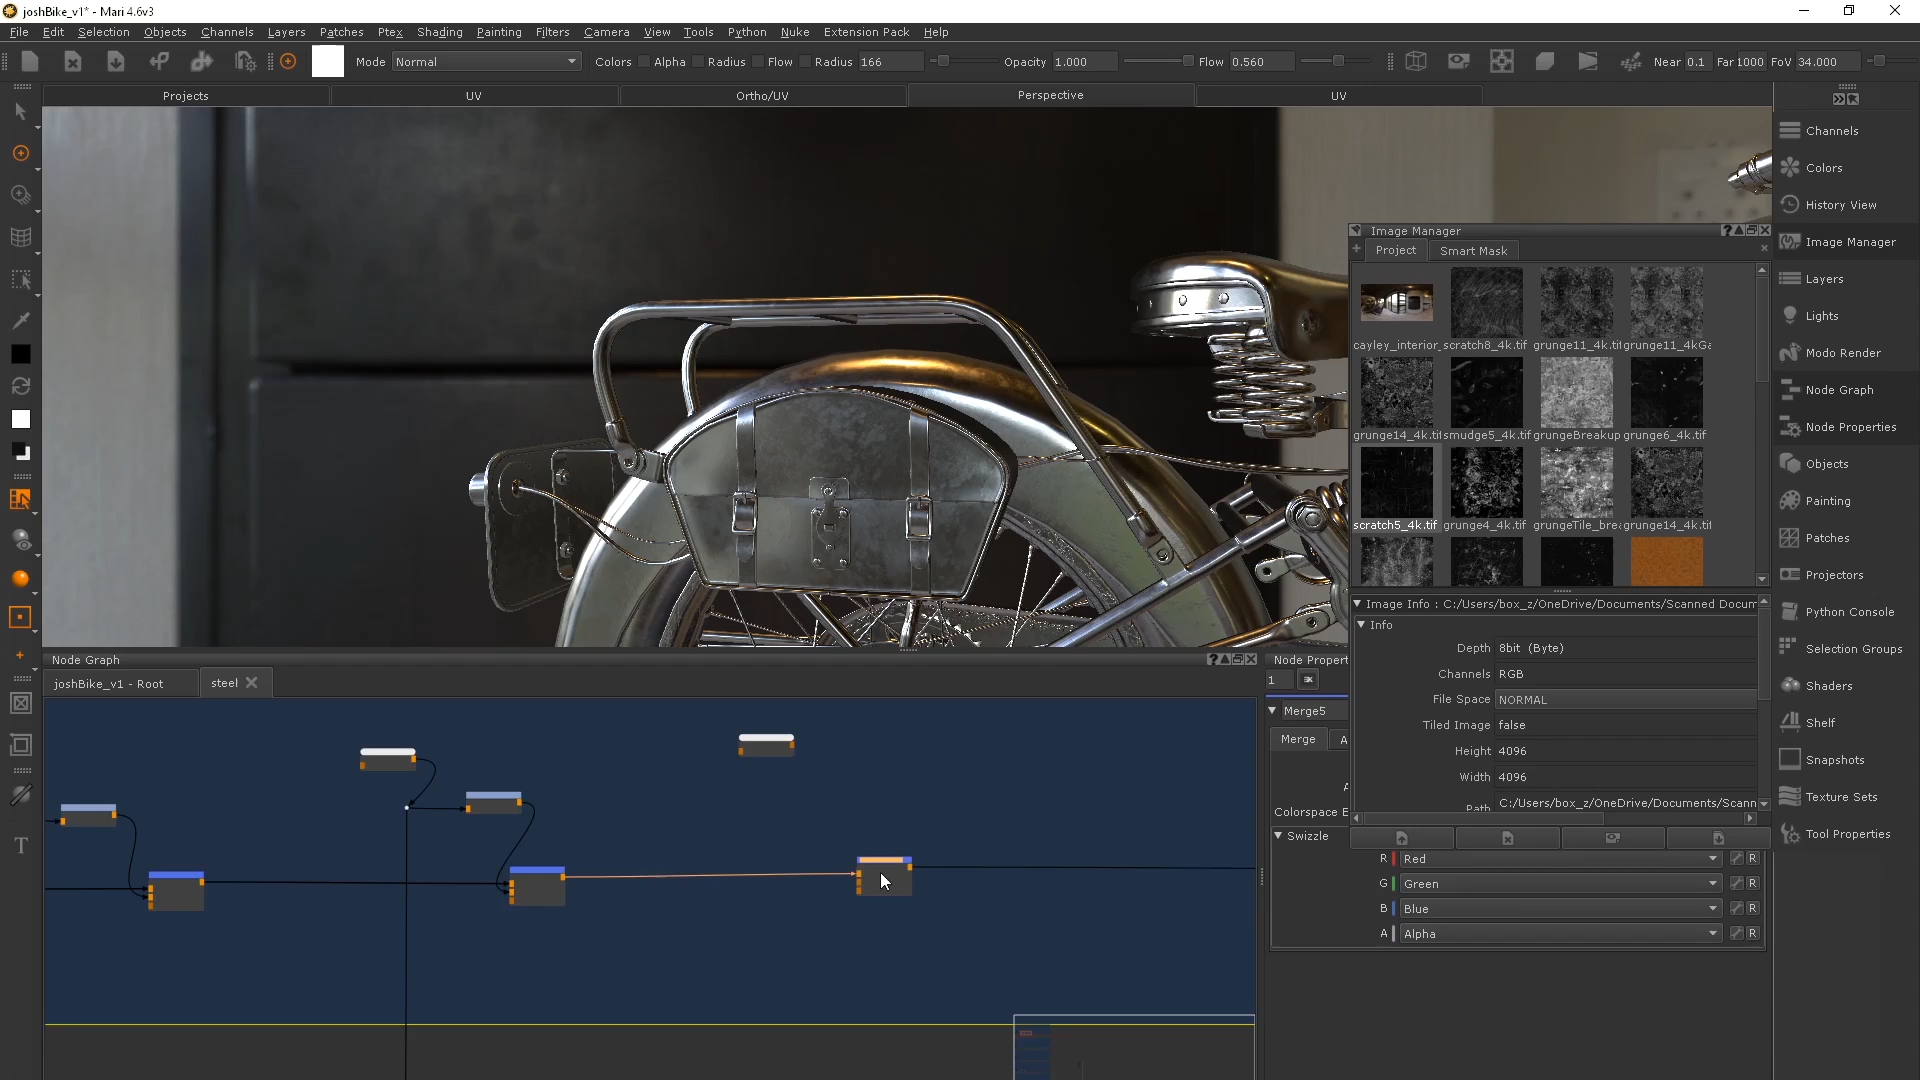 joshBike_v1* - Mari 4.6v3
File Edit Selection Objects Channels Layers Patches Ptex Shading Painting Filters Camera View Tools Python Nuke Extension Pack Help
Mode Normal Colors Alpha Radius Flow Radius 166 Opacity 1.000 Flow 0.560 Near 0.1 Far 1000 FoV 34.000
Projects UV Ortho/UV Perspective UV
Channels
Colors
History View
Image Manager
Layers
Lights
Modo Render
Node Graph
Node Properties
Objects
Painting
Patches
Projectors
Python Console
Selection Groups
Shaders
Shelf
Snapshots
Texture Sets
Tool Properties
Image Manager
Project Smart Mask
cayley_interior_ scratch8_4k.tif grunge11_4k.tif grunge11_4kGa
grunge14_4k.tif smudge5_4k.tif grungeBreakup grunge6_4k.tif
scratch5_4k.tif grunge4_4k.tif grungeTile_brea grunge14_4k.tif
Image Info : C:/Users/box_z/OneDrive/Documents/Scanned Docum
Info
Depth 8bit (Byte)
Channels RGB
File Space NORMAL
Tiled Image false
Height 4096
Width 4096
Path C:/Users/box_z/OneDrive/Documents/Scann
Node Graph
joshBike_v1 - Root steel
Node Propert
1
Merge5
Merge A
Colorspace E
Swizzle
R Red R
G Green R
B Blue R
A Alpha R
T